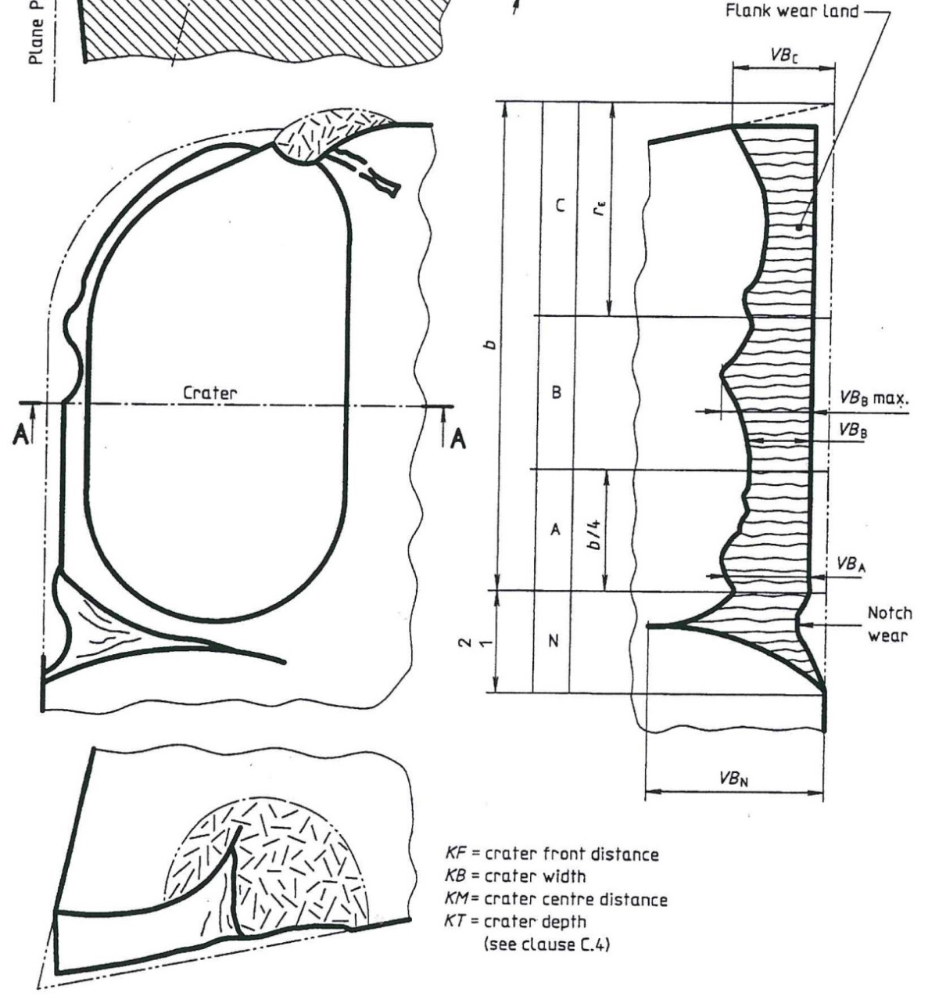 Plane P
Flank wear land
VBC
C
rε
b
Crater
B
VBB max.
VBB
A
A
A
b/4
VBA
Notch
wear
2
1
N
VBN
KF = crater front distance
KB = crater width
KM = crater centre distance
KT = crater depth
(see clause C.4)